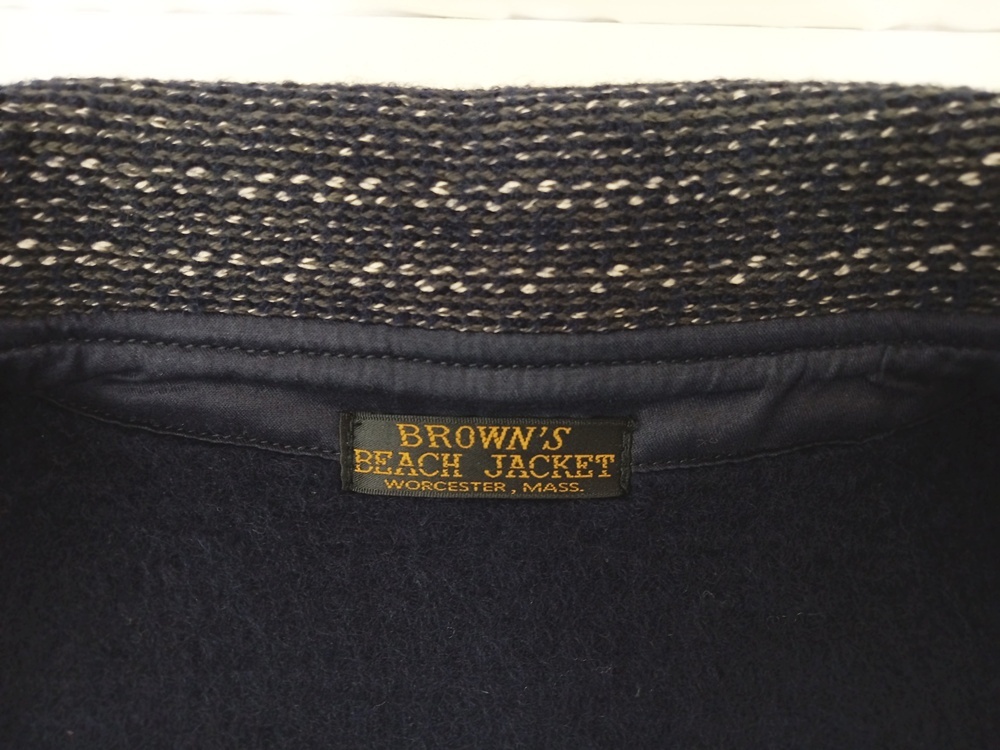 BROWN'S
BEACH JACKET
WORCESTER, MASS.